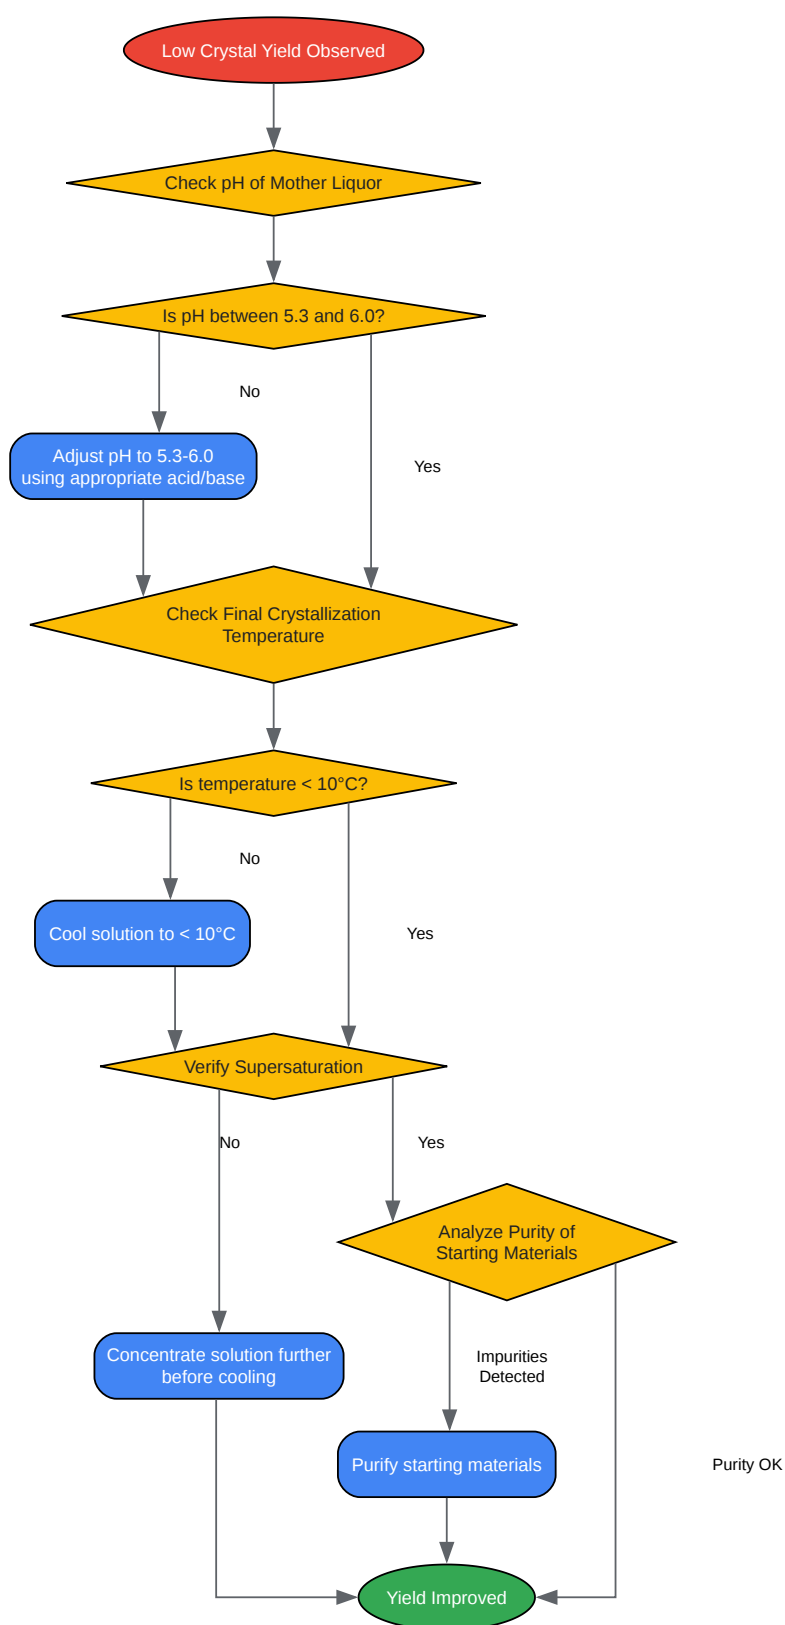 Low Crystal Yield Observed
Check pH of Mother Liquor
Is pH between 5.3 and 6.0?
No
Adjust pH to 5.3-6.0
using appropriate acid/base
Yes
Check Final Crystallization
Temperature
Is temperature < 10°C?
No
Cool solution to < 10°C
Yes
Verify Supersaturation
No
Yes
Analyze Purity of
Starting Materials
Concentrate solution further
before cooling
Impurities
Detected
Purify starting materials
Purity OK
Yield Improved